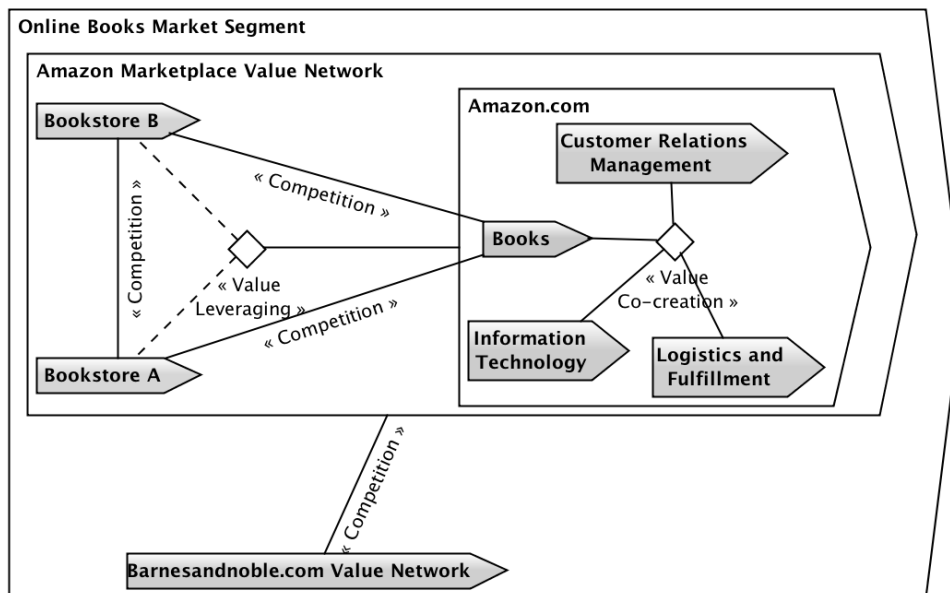 Online Books Market Segment
Amazon Marketplace Value Network
Amazon.com
Bookstore B
Customer Relations
Management
« Competition »
« Competition »
Books
« Value
Leveraging »
« Value
Co-creation »
« Competition »
Information
Technology
Logistics and
Fulfillment
Bookstore A
« Competition »
Barnesandnoble.com Value Network